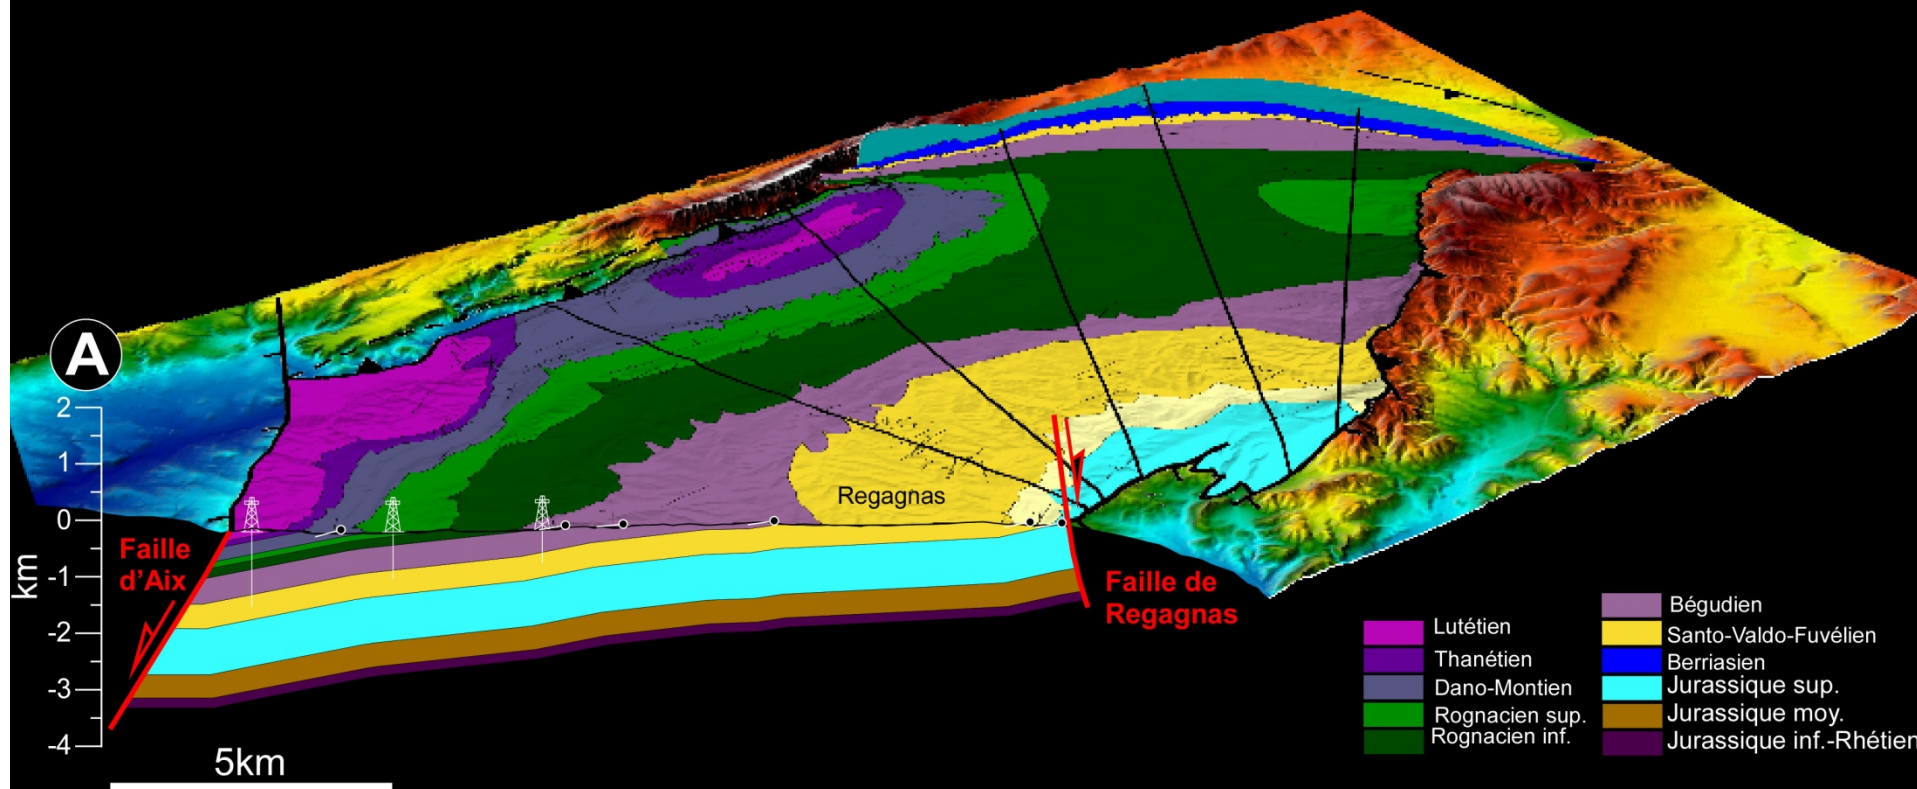 A
2
1
0
-1
-2
-3
-4
km
Faille
d'Aix
Regagnas
Faille de
Regagnas
5km
Lutétien
Thanétien
Dano-Montien
Rognacien sup.
Rognacien inf.
Bégudien
Santo-Valdo-Fuvélien
Berriasien
Jurassique sup.
Jurassique moy.
Jurassique inf.-Rhétien